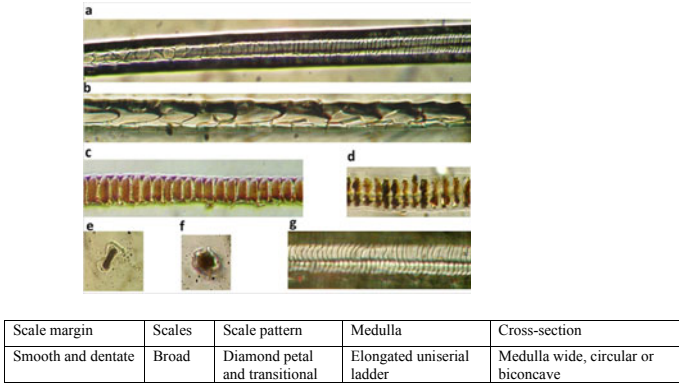 a
b
c
d
e
f
g
Scale margin Scales Scale pattern Medulla Cross-section
Smooth and dentate Broad Diamond petal Elongated uniserial Medulla wide, circular or
and transitional ladder biconcave